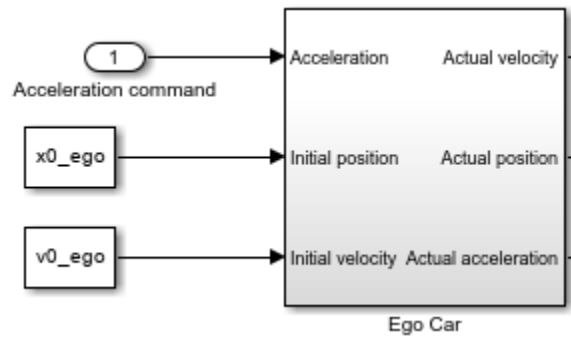 1
Acceleration command
x0_ego
v0_ego
Acceleration
Actual velocity
Initial position
Actual position
Initial velocity
Actual acceleration
Ego Car